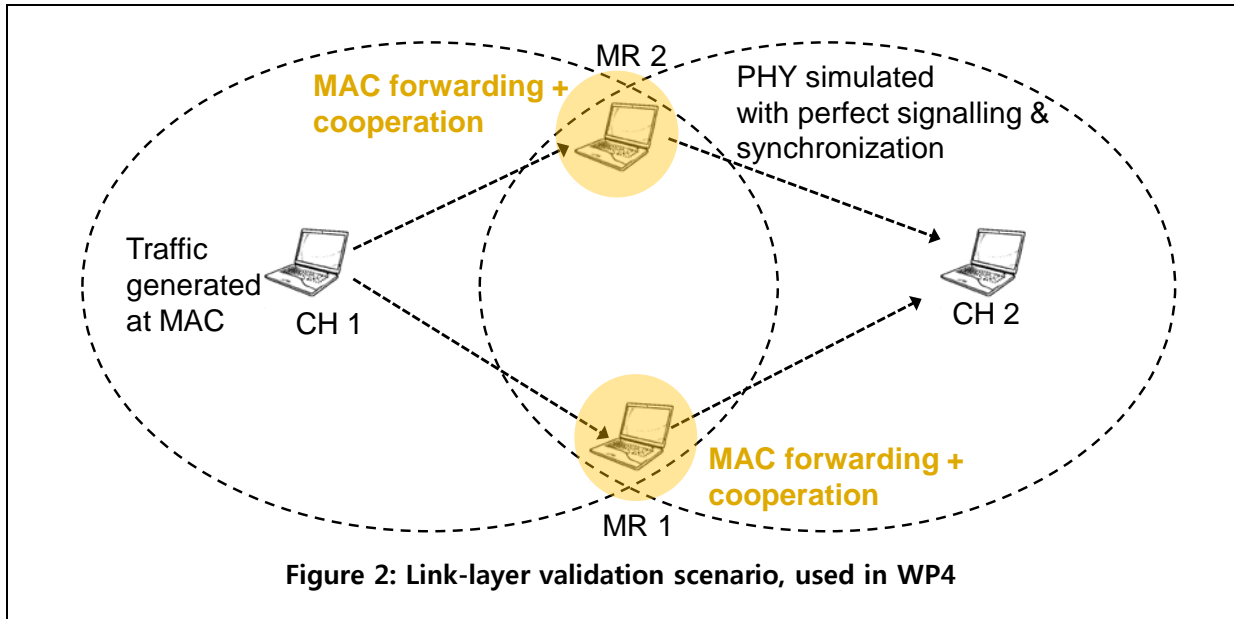 MR 2
MAC forwarding +
cooperation
PHY simulated
with perfect signalling &
synchronization
Traffic
generated
at MAC
CH 1
CH 2
MAC forwarding +
cooperation
MR 1
Figure 2: Link-layer validation scenario, used in WP4